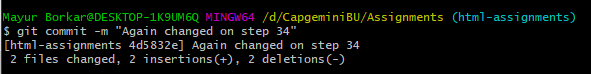 Mayur Borkar@DESKTOP-1K9UM6Q MINGW64 /d/CapgeminiBU/Assignments (html-assignments)
$ git commit -m "Again changed on step 34"
[html-assignments 4d5832e] Again changed on step 34
 2 files changed, 2 insertions(+), 2 deletions(-)